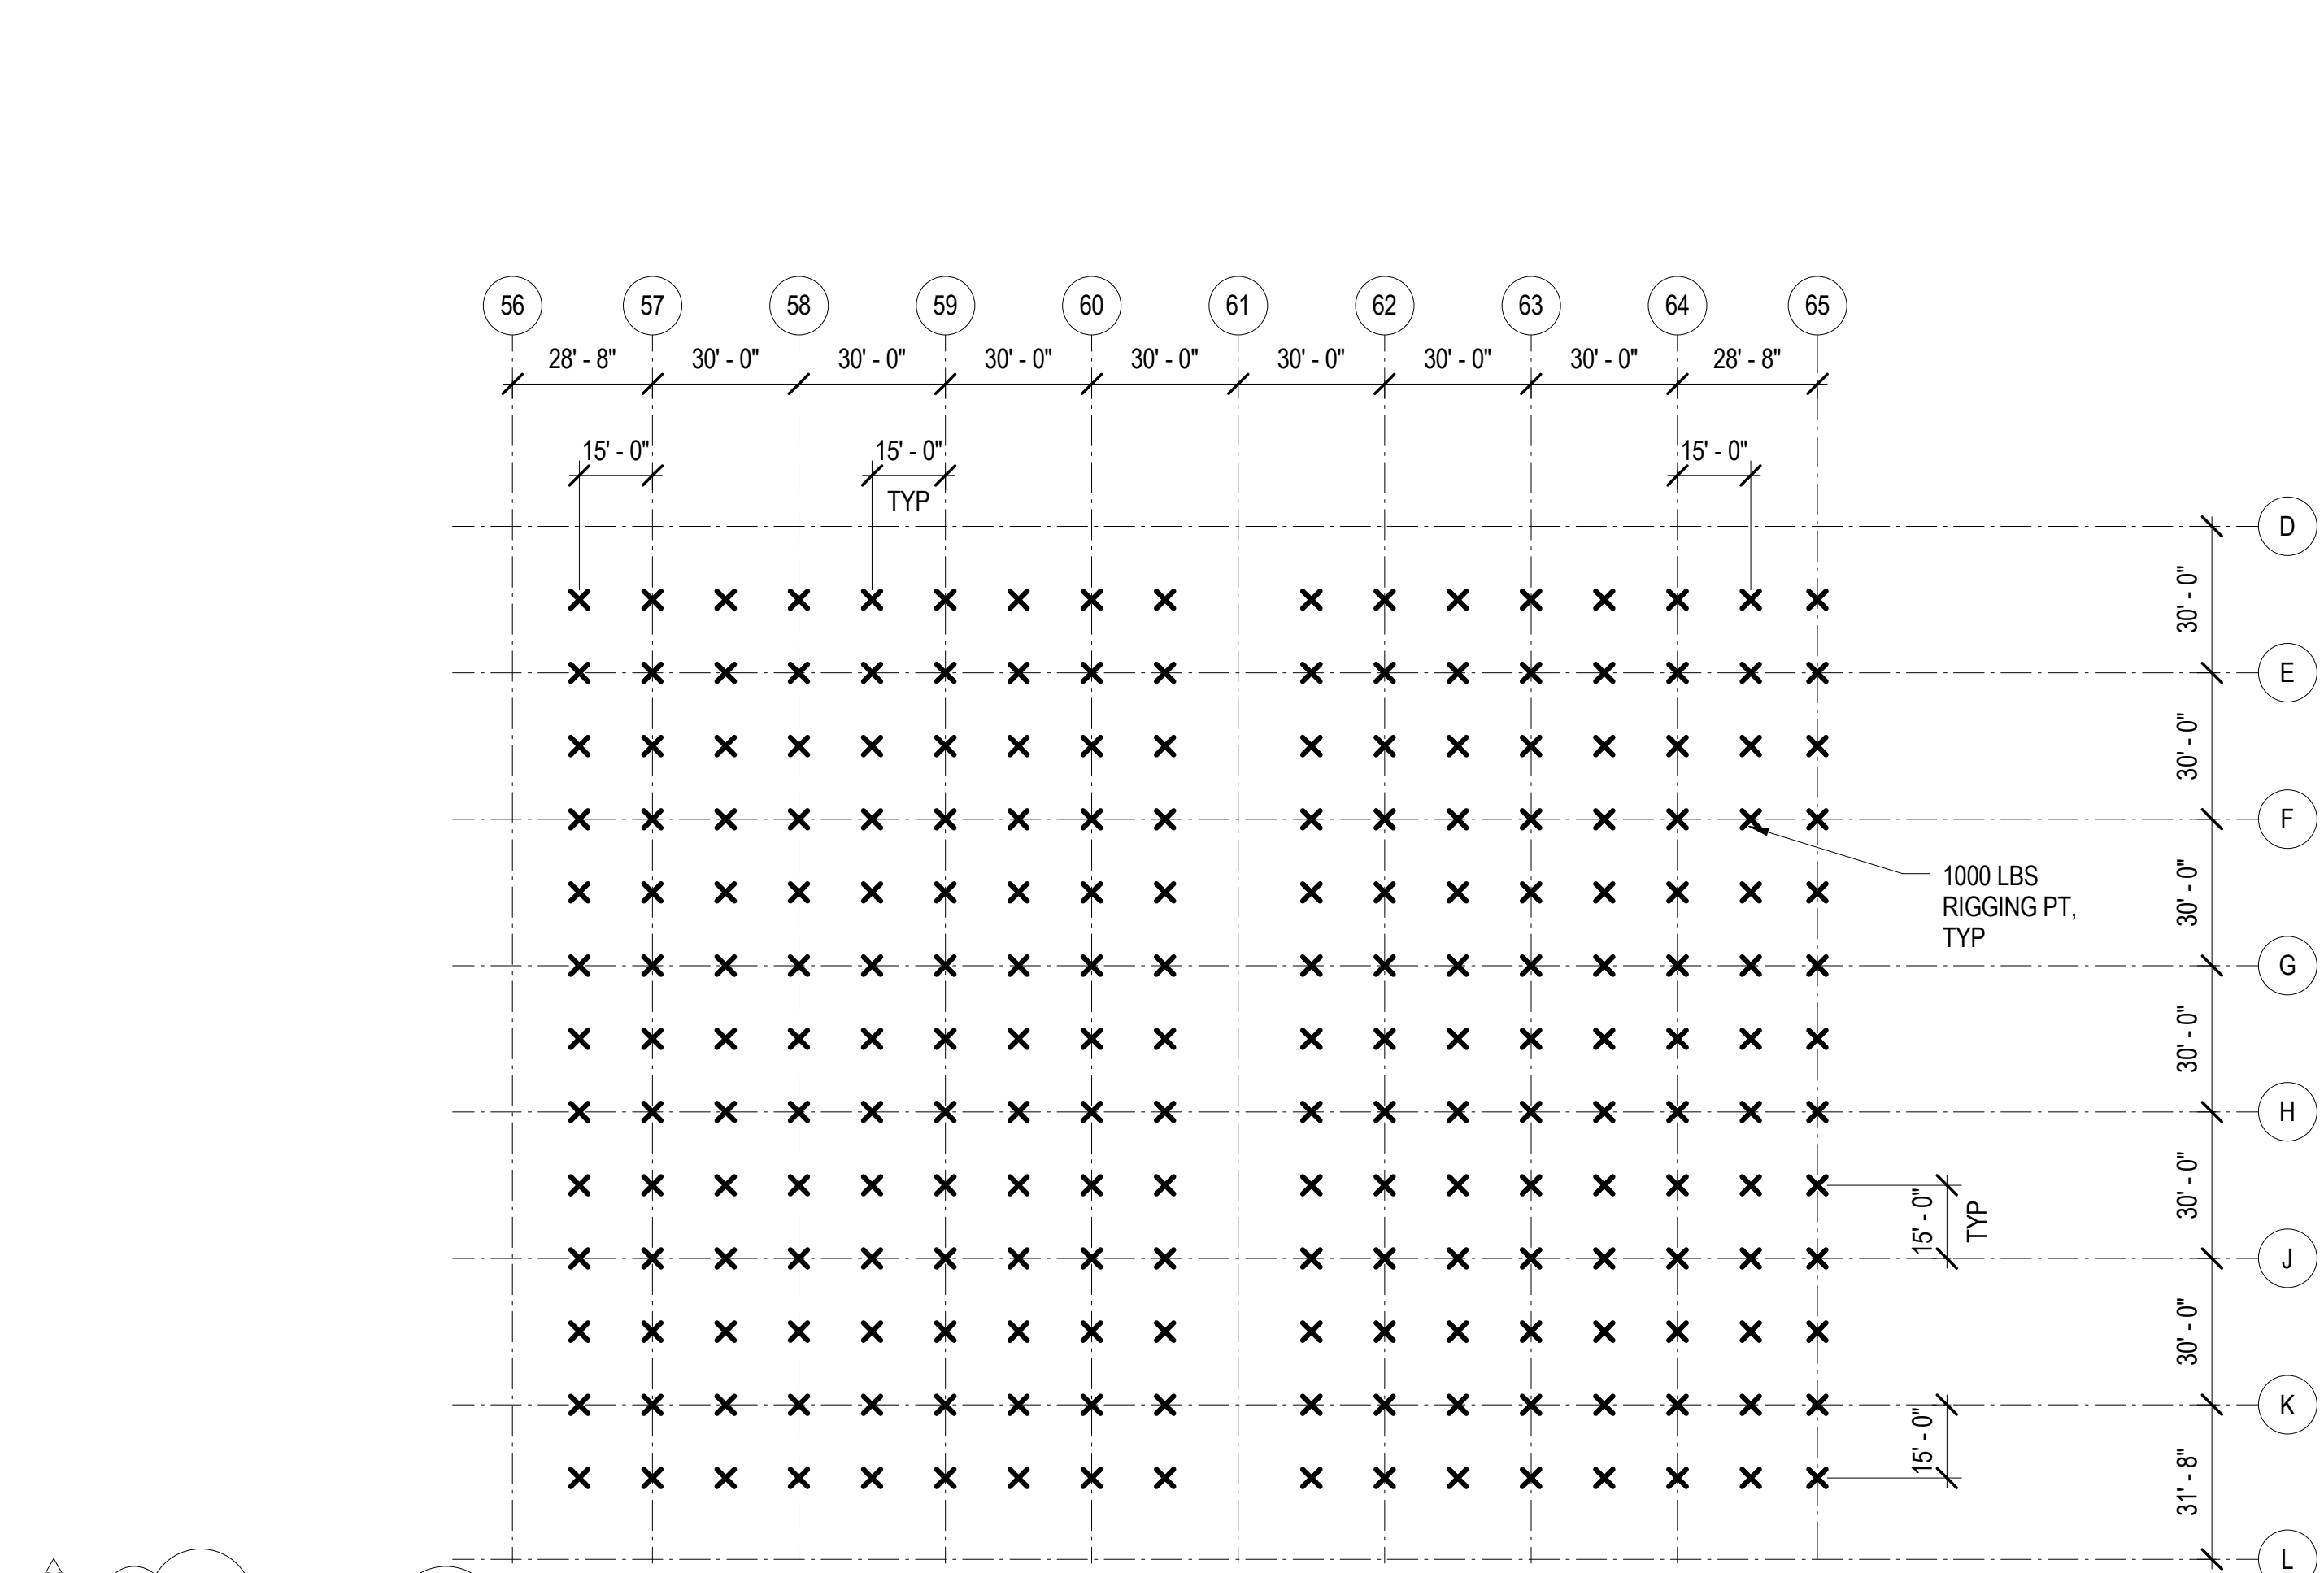 56 57 58 59 60 61 62 63 64 65
28' - 8" 30' - 0" 30' - 0" 30' - 0" 30' - 0" 30' - 0" 30' - 0" 30' - 0" 28' - 8"
15' - 0" 15' - 0" 15' - 0"
TYP
D
30' - 0"
E
30' - 0"
F
30' - 0"
1000 LBS
RIGGING PT,
TYP
G
30' - 0"
H
30' - 0"
15' - 0"
TYP
J
30' - 0"
K
15' - 0"
31' - 8"
L